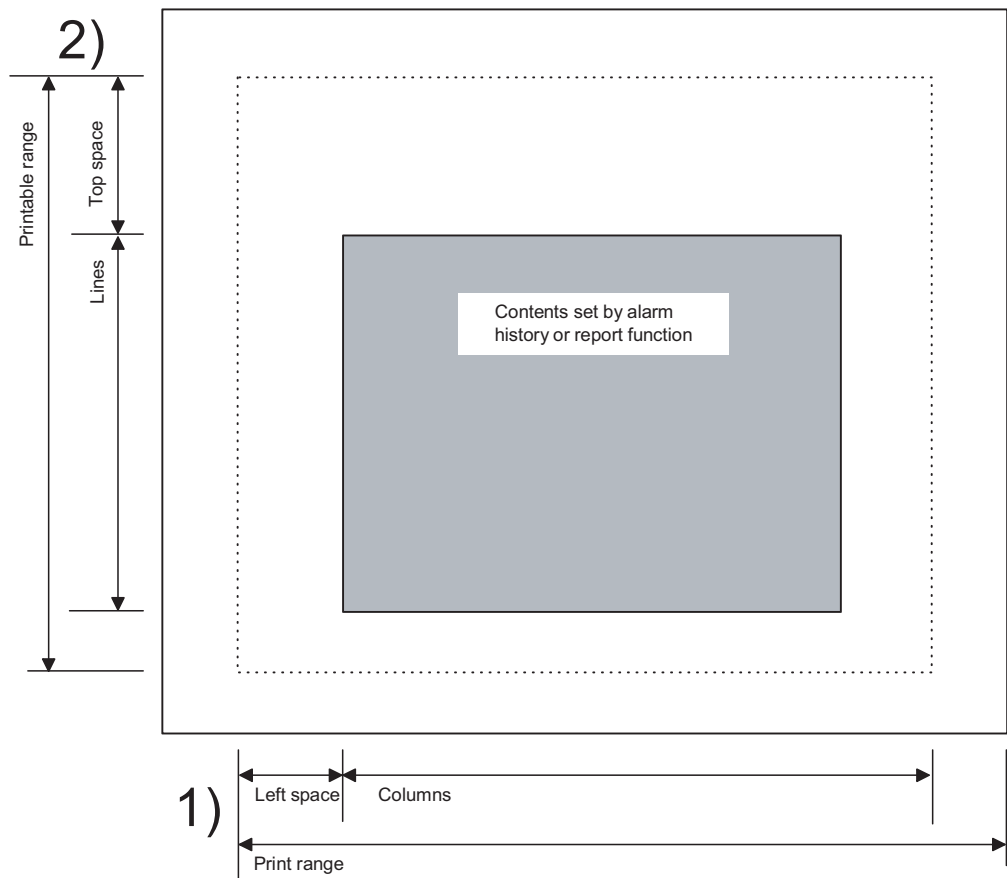 2)
Printable range
Top space
Lines
Contents set by alarm
history or report function
1)
Left space
Columns
Print range